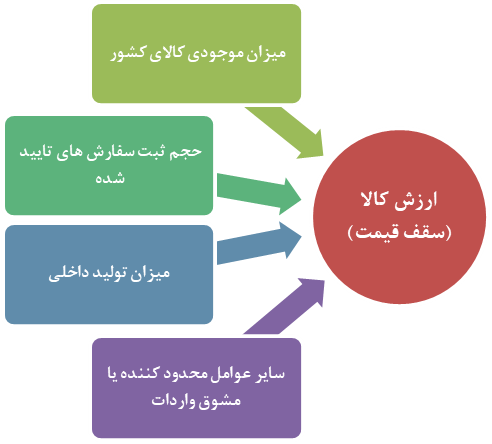 میزان موجودی کالای کشور
حجم ثبت سفارش های تایید
شده
میزان تولید داخلی
سایر عوامل محدود کننده یا
مشوق واردات
ارزش کالا
(سقف قیمت)